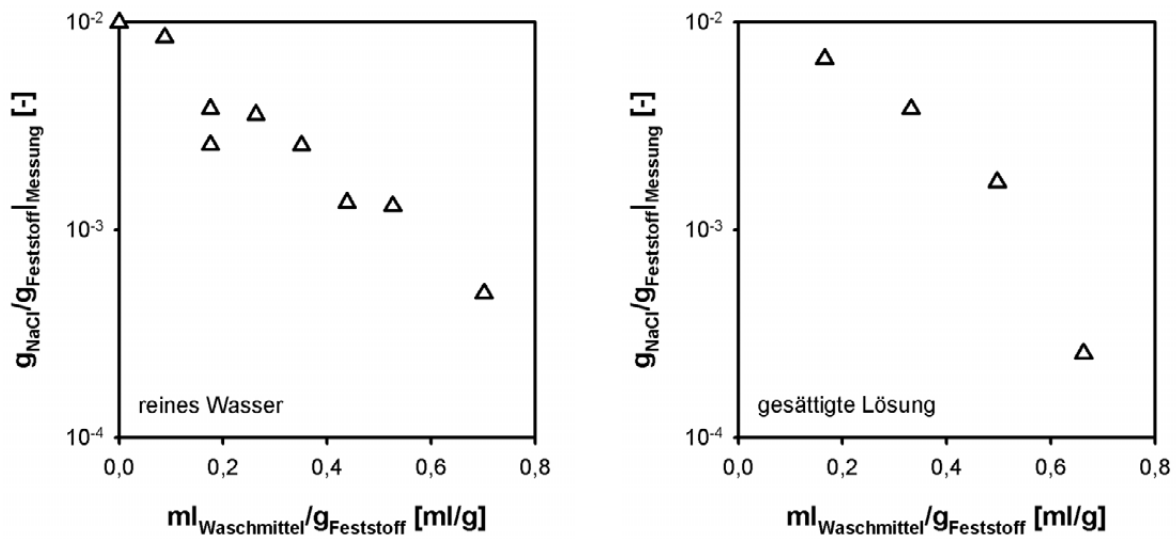 10⁻²
g_NaCl/g_Feststoff|_Messung [-]
10⁻³
10⁻⁴
reines Wasser
0,0 0,2 0,4 0,6 0,8
ml_Waschmittel/g_Feststoff [ml/g]
10⁻²
g_NaCl/g_Feststoff|_Messung [-]
10⁻³
10⁻⁴
gesättigte Lösung
0,0 0,2 0,4 0,6 0,8
ml_Waschmittel/g_Feststoff [ml/g]